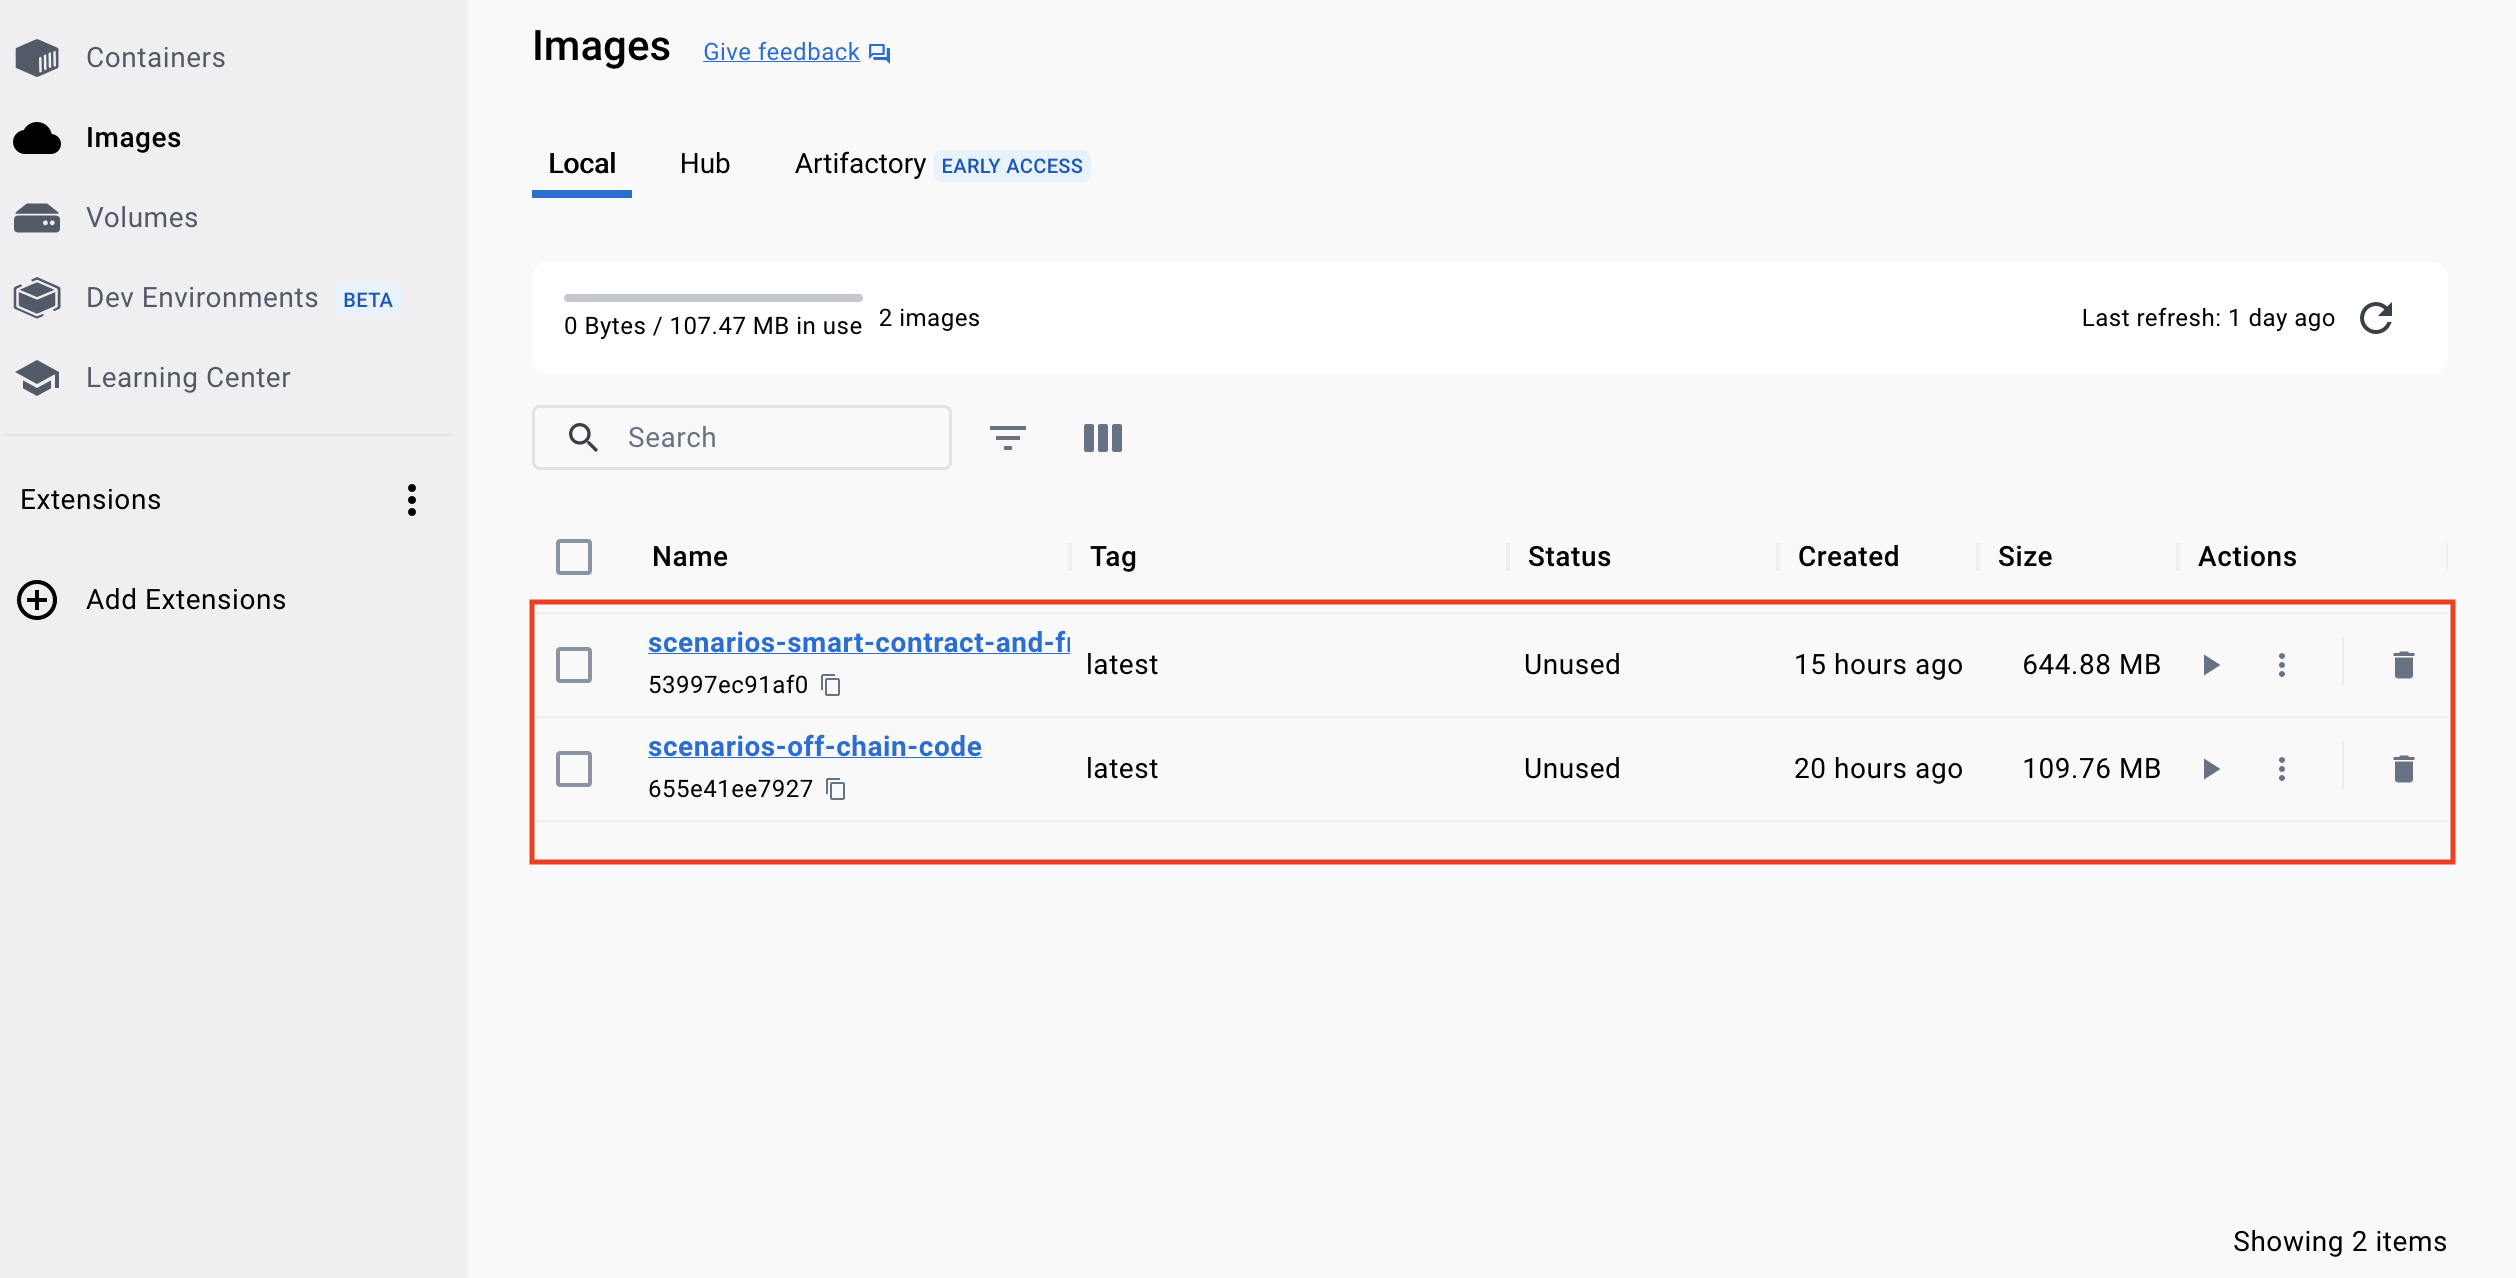 Containers
Images
Volumes
Dev Environments BETA
Learning Center
Extensions
Add Extensions
Images Give feedback
Local Hub Artifactory EARLY ACCESS
0 Bytes / 107.47 MB in use 2 images Last refresh: 1 day ago
Search
Name Tag Status Created Size Actions
scenarios-smart-contract-and-f
53997ec91af0 latest Unused 15 hours ago 644.88 MB
scenarios-off-chain-code
655e41ee7927 latest Unused 20 hours ago 109.76 MB
Showing 2 items